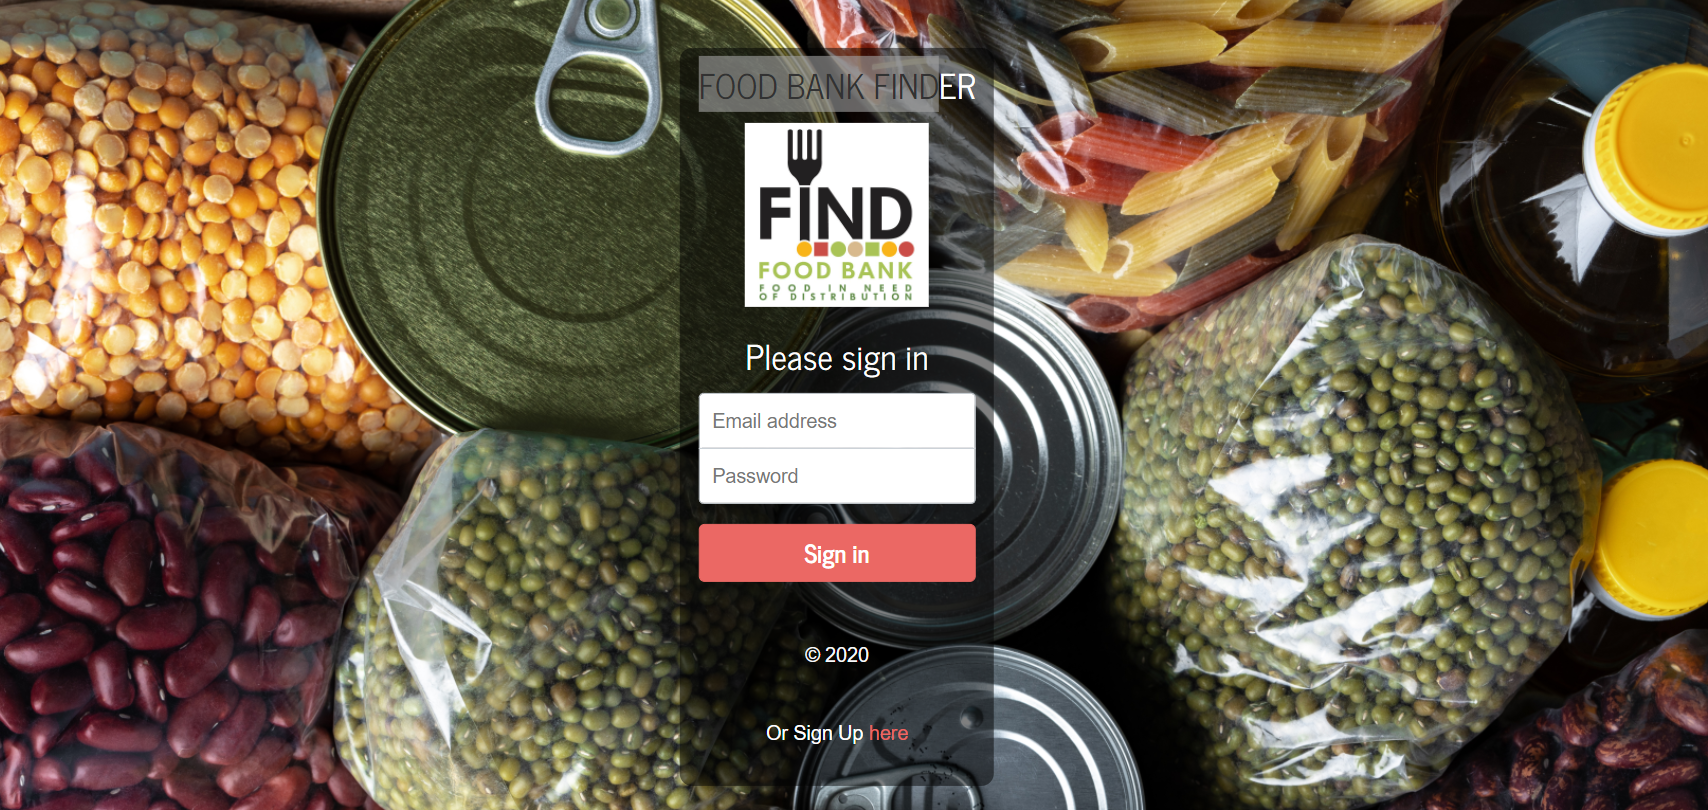 FOOD BANK FINDER
FIND
FOOD BANK
FOOD IN NEED
OF DISTRIBUTION
Please sign in
Email address
Password
Sign in
© 2020
Or Sign Up here